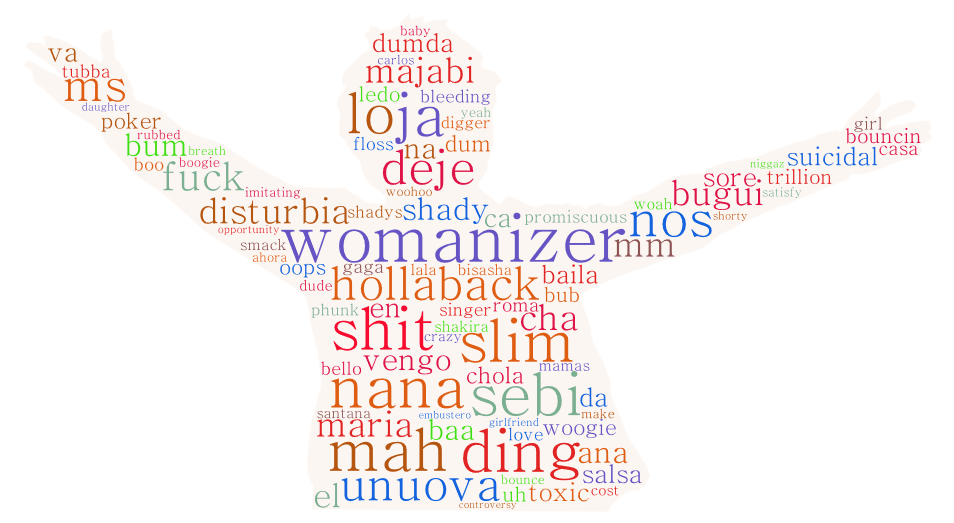 baby
dumda
carlos
va
tubba
majabi
ms
ledo
bleeding
daughter
loja
yeah
digger
poker
rubbed
girl
bouncin
bum
breath
floss
na
dum
casa
boo
boogie
suicidal
fuck
deje
niggaz
trillion
sore
imitating
woohoo
bugui
satisfy
disturbia
shadys
shady
ca
promiscuous
woah
nos
shorty
opportunity
womanizer
smack
mm
ahora
oops
gaga
lala
bisasha
baila
dude
hollaback
bub
phunk
en
singer
roma
cha
shit
shakira
crazy
slim
bello
vengo
mamas
chola
nana
sebi
da
santana
embustero
make
maria
baa
girlfriend
love
woogie
mah
ding
ana
salsa
el
unuova
bounce
uh
toxic
cost
controversy